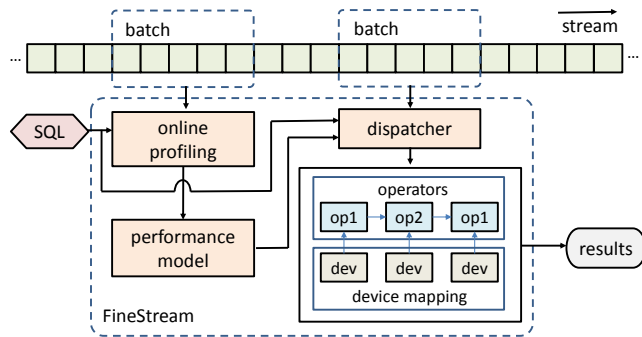 batch
batch
stream
...
...
SQL
online
profiling
dispatcher
operators
op1
op2
op1
performance
model
dev
dev
dev
device mapping
results
FineStream